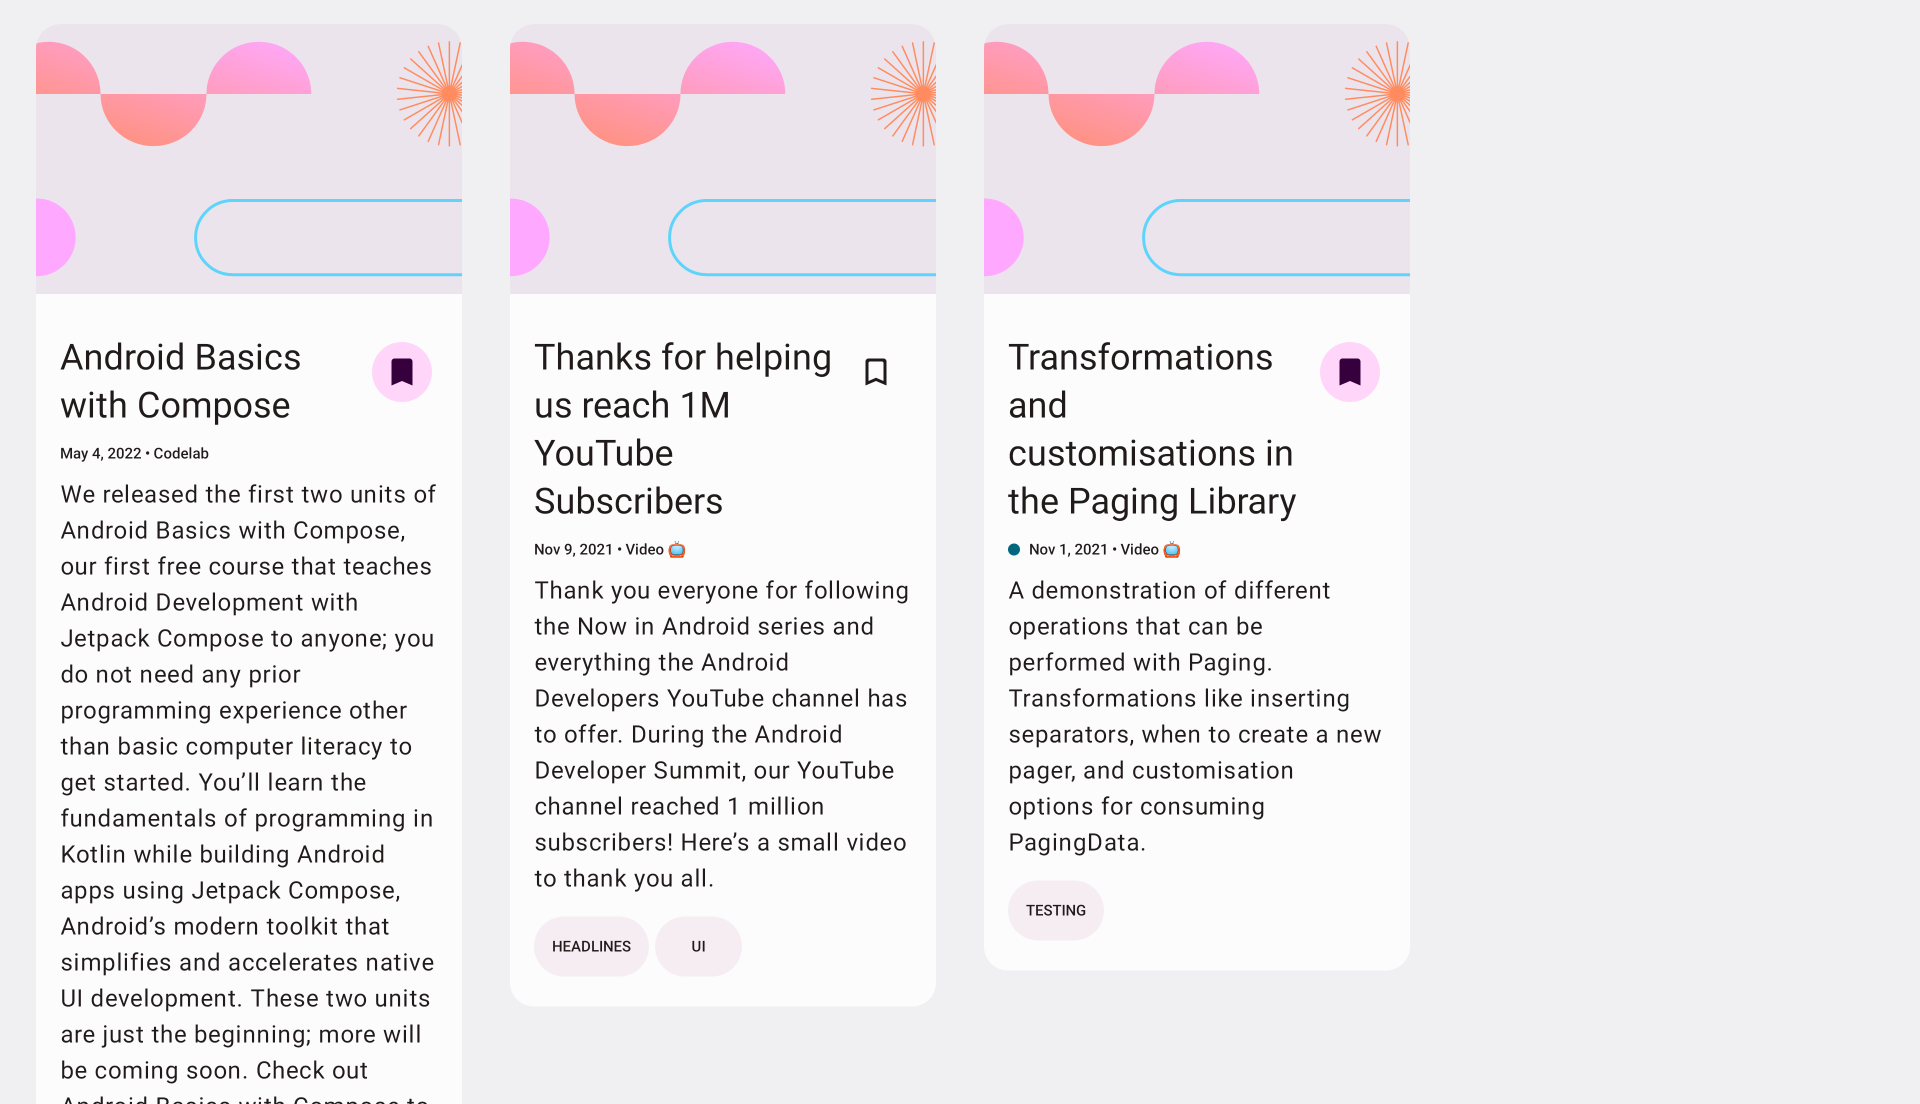 Android Basics
with Compose
May 4, 2022 • Codelab
We released the first two units of
Android Basics with Compose,
our first free course that teaches
Android Development with
Jetpack Compose to anyone; you
do not need any prior
programming experience other
than basic computer literacy to
get started. You’ll learn the
fundamentals of programming in
Kotlin while building Android
apps using Jetpack Compose,
Android’s modern toolkit that
simplifies and accelerates native
UI development. These two units
are just the beginning; more will
be coming soon. Check out
Android Basics with Compose to
Thanks for helping
us reach 1M
YouTube
Subscribers
Nov 9, 2021 • Video 📺
Thank you everyone for following
the Now in Android series and
everything the Android
Developers YouTube channel has
to offer. During the Android
Developer Summit, our YouTube
channel reached 1 million
subscribers! Here’s a small video
to thank you all.
HEADLINES
UI
Transformations
and
customisations in
the Paging Library
Nov 1, 2021 • Video 📺
A demonstration of different
operations that can be
performed with Paging.
Transformations like inserting
separators, when to create a new
pager, and customisation
options for consuming
PagingData.
TESTING